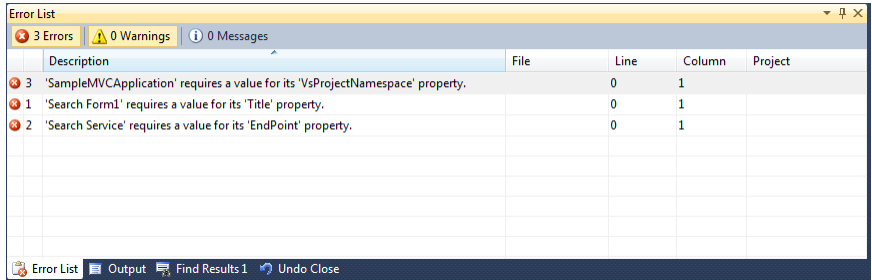 Error List
3 Errors 0 Warnings 0 Messages
Description File Line Column Project
3 'SampleMVCApplication' requires a value for its 'VsProjectNamespace' property. 0 1
1 'Search Form1' requires a value for its 'Title' property. 0 1
2 'Search Service' requires a value for its 'EndPoint' property. 0 1
Error List Output Find Results 1 Undo Close